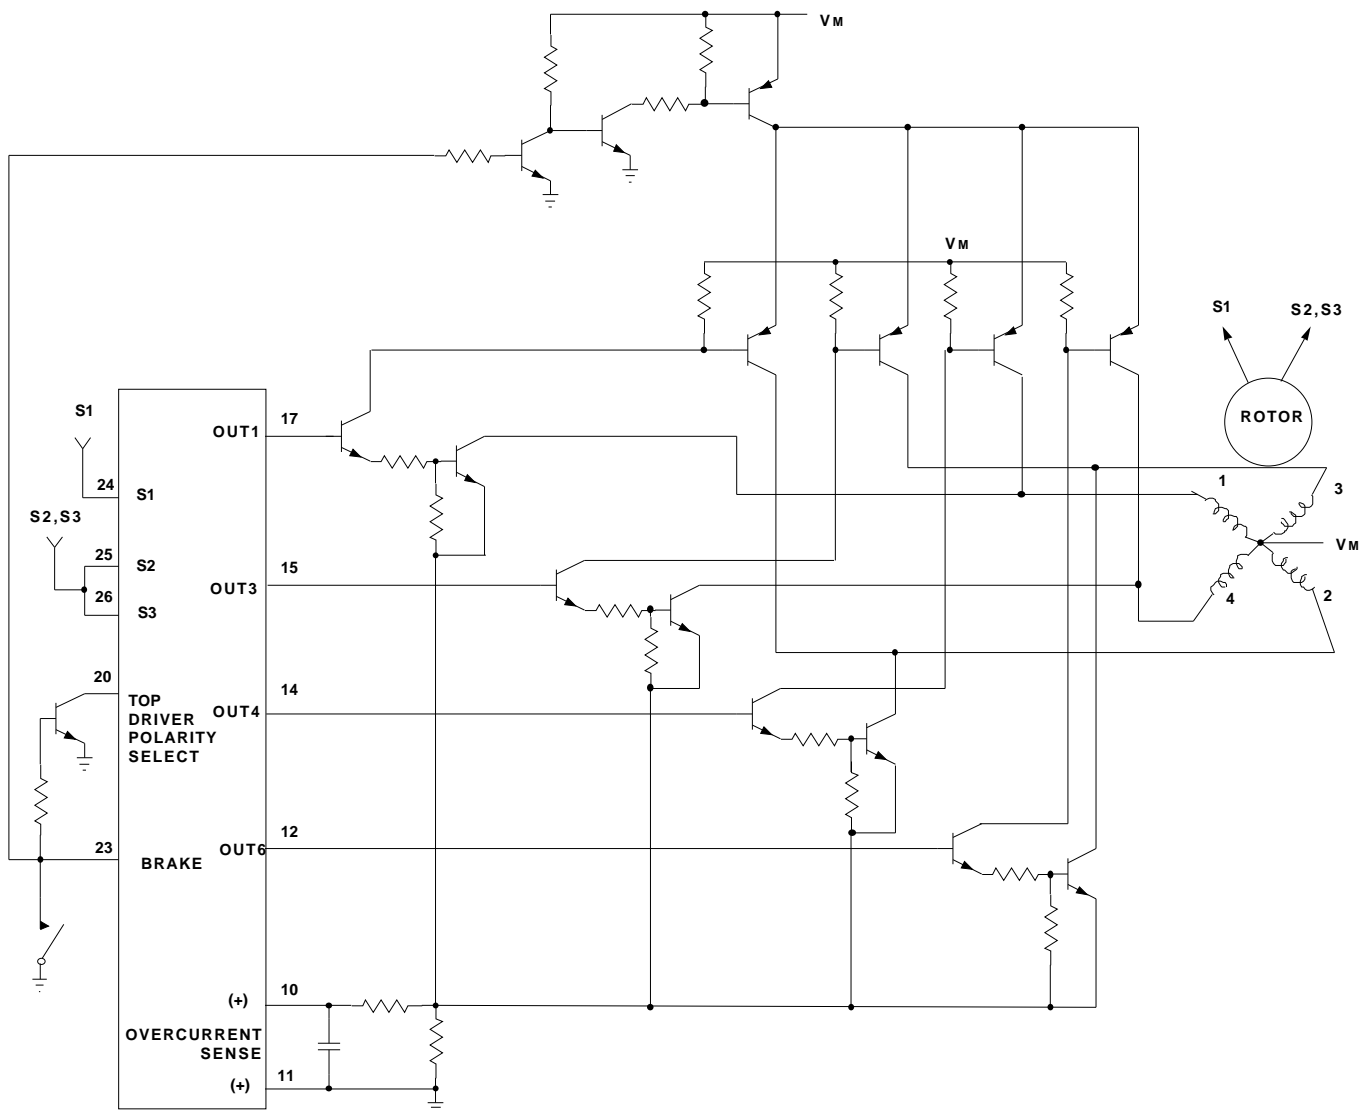 VM
VM
S1
S2,S3
ROTOR
S1
17
OUT1
24
S1
S2,S3
25
S2
26
S3
15
OUT3
1
3
VM
4
2
20
TOP
DRIVER
POLARITY
SELECT
14
OUT4
23
BRAKE
12
OUT6
(+)
10
OVERCURRENT
SENSE
(+)
11